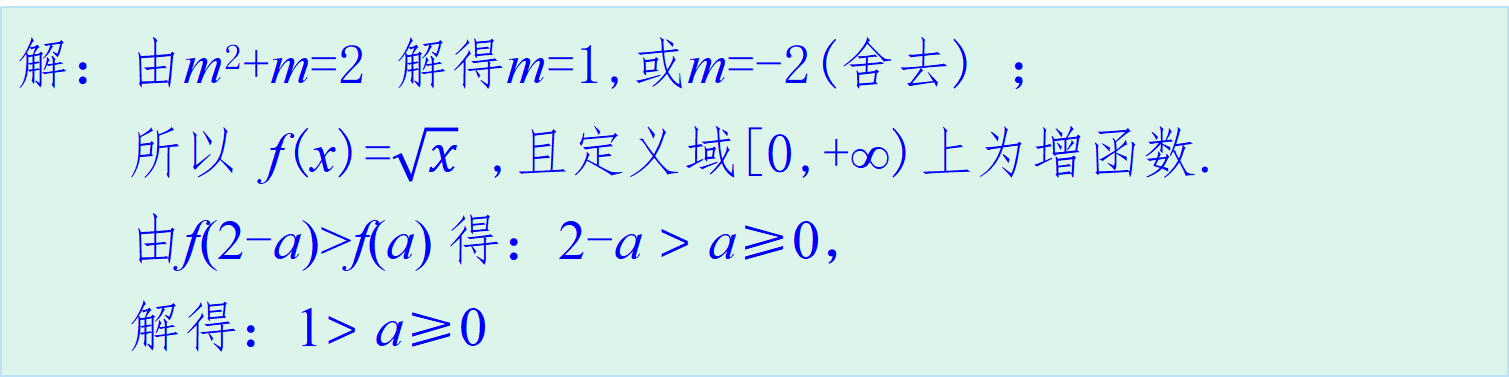 解：由m²+m=2 解得m=1,或m=-2(舍去) ；
所以 f(x)=√x ,且定义域[0,+∞)上为增函数.
由f(2-a)>f(a) 得：2-a > a≥0，
解得：1> a≥0